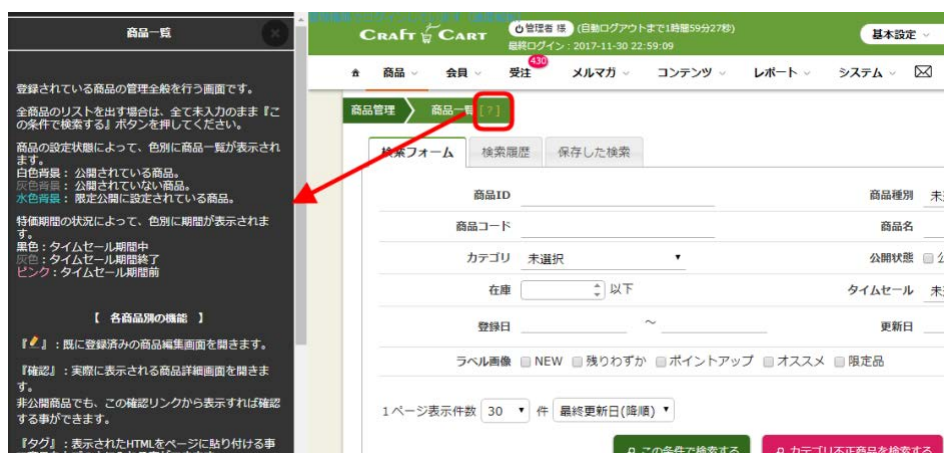 商品一覧
登録されている商品の管理全般を行う画面です。
全商品のリストを出す場合は、全て未入力のまま『こ
の条件で検索する』ボタンを押してください。
商品の設定状態によって、色別に商品一覧が表示され
ます。
白色背景: 公開されている商品。
灰色背景: 公開されていない商品。
水色背景: 限定公開に設定されている商品。
特価期間の状況によって、色別に期間が表示されま
す。
黒色:タイムセール期間中
灰色:タイムセール期間終了
ピンク:タイムセール期間前
【 各商品別の機能 】
『』:既に登録済みの商品編集画面を開きます。
『確認』:実際に表示される商品詳細画面を開きま
す。
非公開商品でも、この確認リンクから表示すれば確認
する事ができます。
『タグ』:表示されたHTMLをページに貼り付ける事
CRAFT CART
管理者 様 (自動ログアウトまで1時間59分27秒)
最終ログイン:2017-11-30 22:59:09
基本設定
商品 会員 受注 430 メルマガ コンテンツ レポート システム
商品管理 商品一覧 [?]
検索フォーム 検索履歴 保存した検索
商品ID 商品種別
商品コード 商品名
カテゴリ 未選択 公開状態
在庫 以下 タイムセール
登録日 ~ 更新日
ラベル画像 NEW 残りわずか ポイントアップ オススメ 限定品
1ページ表示件数 30 件 最終更新日(降順)
この条件で検索する カテゴリ不正商品を検索する